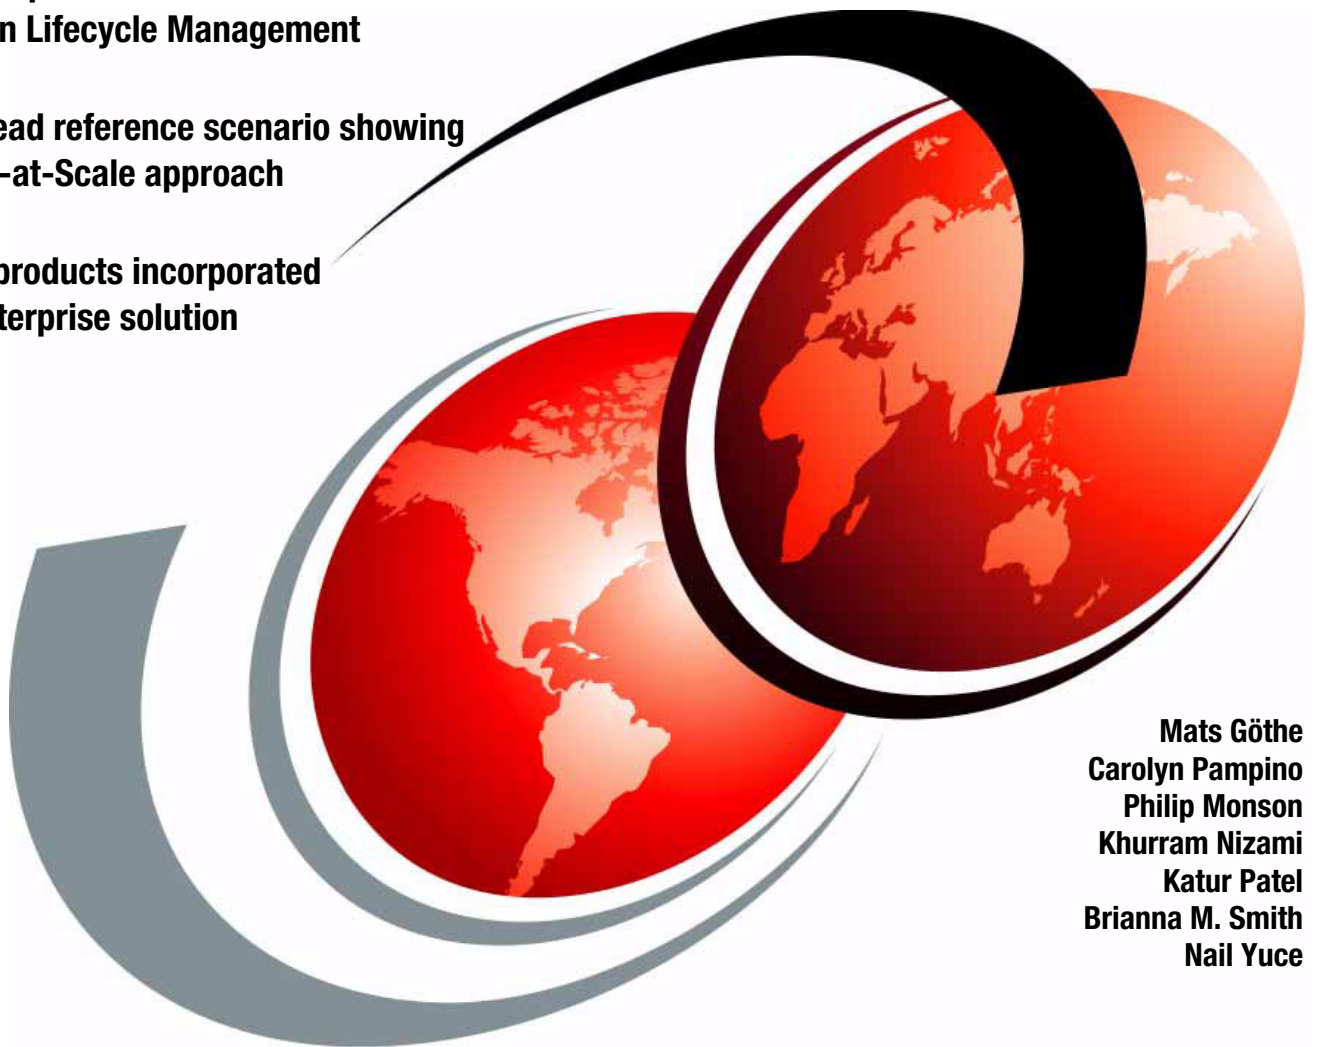 n Lifecycle Management
ead reference scenario showing
-at-Scale approach
products incorporated
terprise solution
Mats Göthe
Carolyn Pampino
Philip Monson
Khurram Nizami
Katur Patel
Brianna M. Smith
Nail Yuce